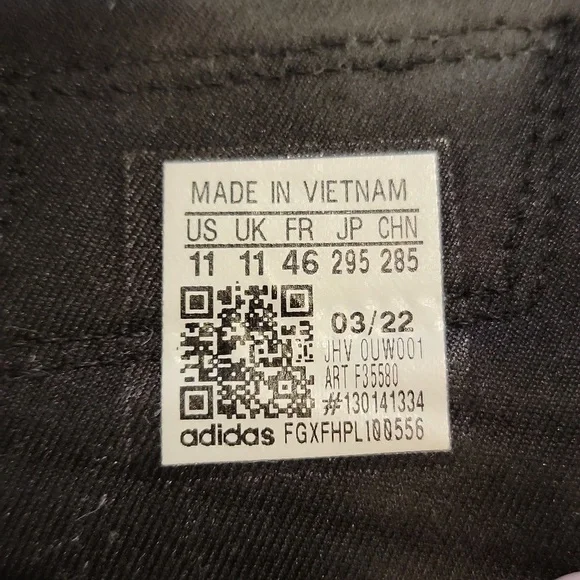 MADE IN VIETNAM
US UK FR JP CHN
11 11 46 295 285
03/22
JHV 0UW001
ART F35580
#130141334
adidas FGXFHPL100556